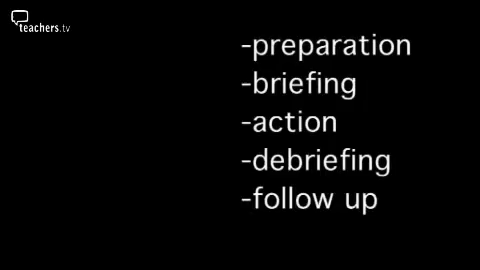 teachers.tv
-preparation
-briefing
-action
-debriefing
-follow up